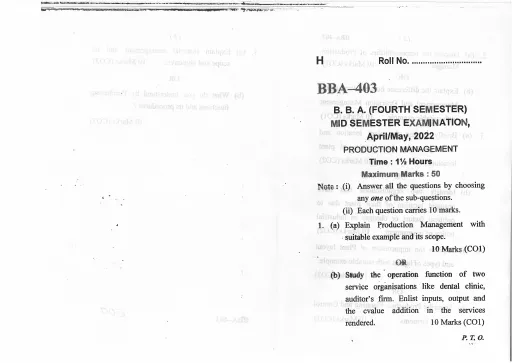 H Roll No. ..............................
BBA–403
B. B. A. (FOURTH SEMESTER)
MID SEMESTER EXAMINATION,
April/May, 2022
PRODUCTION MANAGEMENT
Time : 1½ Hours
Maximum Marks : 50
Note : (i) Answer all the questions by choosing
any one of the sub-questions.
(ii) Each question carries 10 marks.
1. (a) Explain Production Management with
suitable example and its scope.
10 Marks (CO1)
OR
(b) Study the operation function of two
service organisations like dental clinic,
auditor's firm. Enlist inputs, output and
the cvalue addition in the services
rendered. 10 Marks (CO1)
P. T. O.